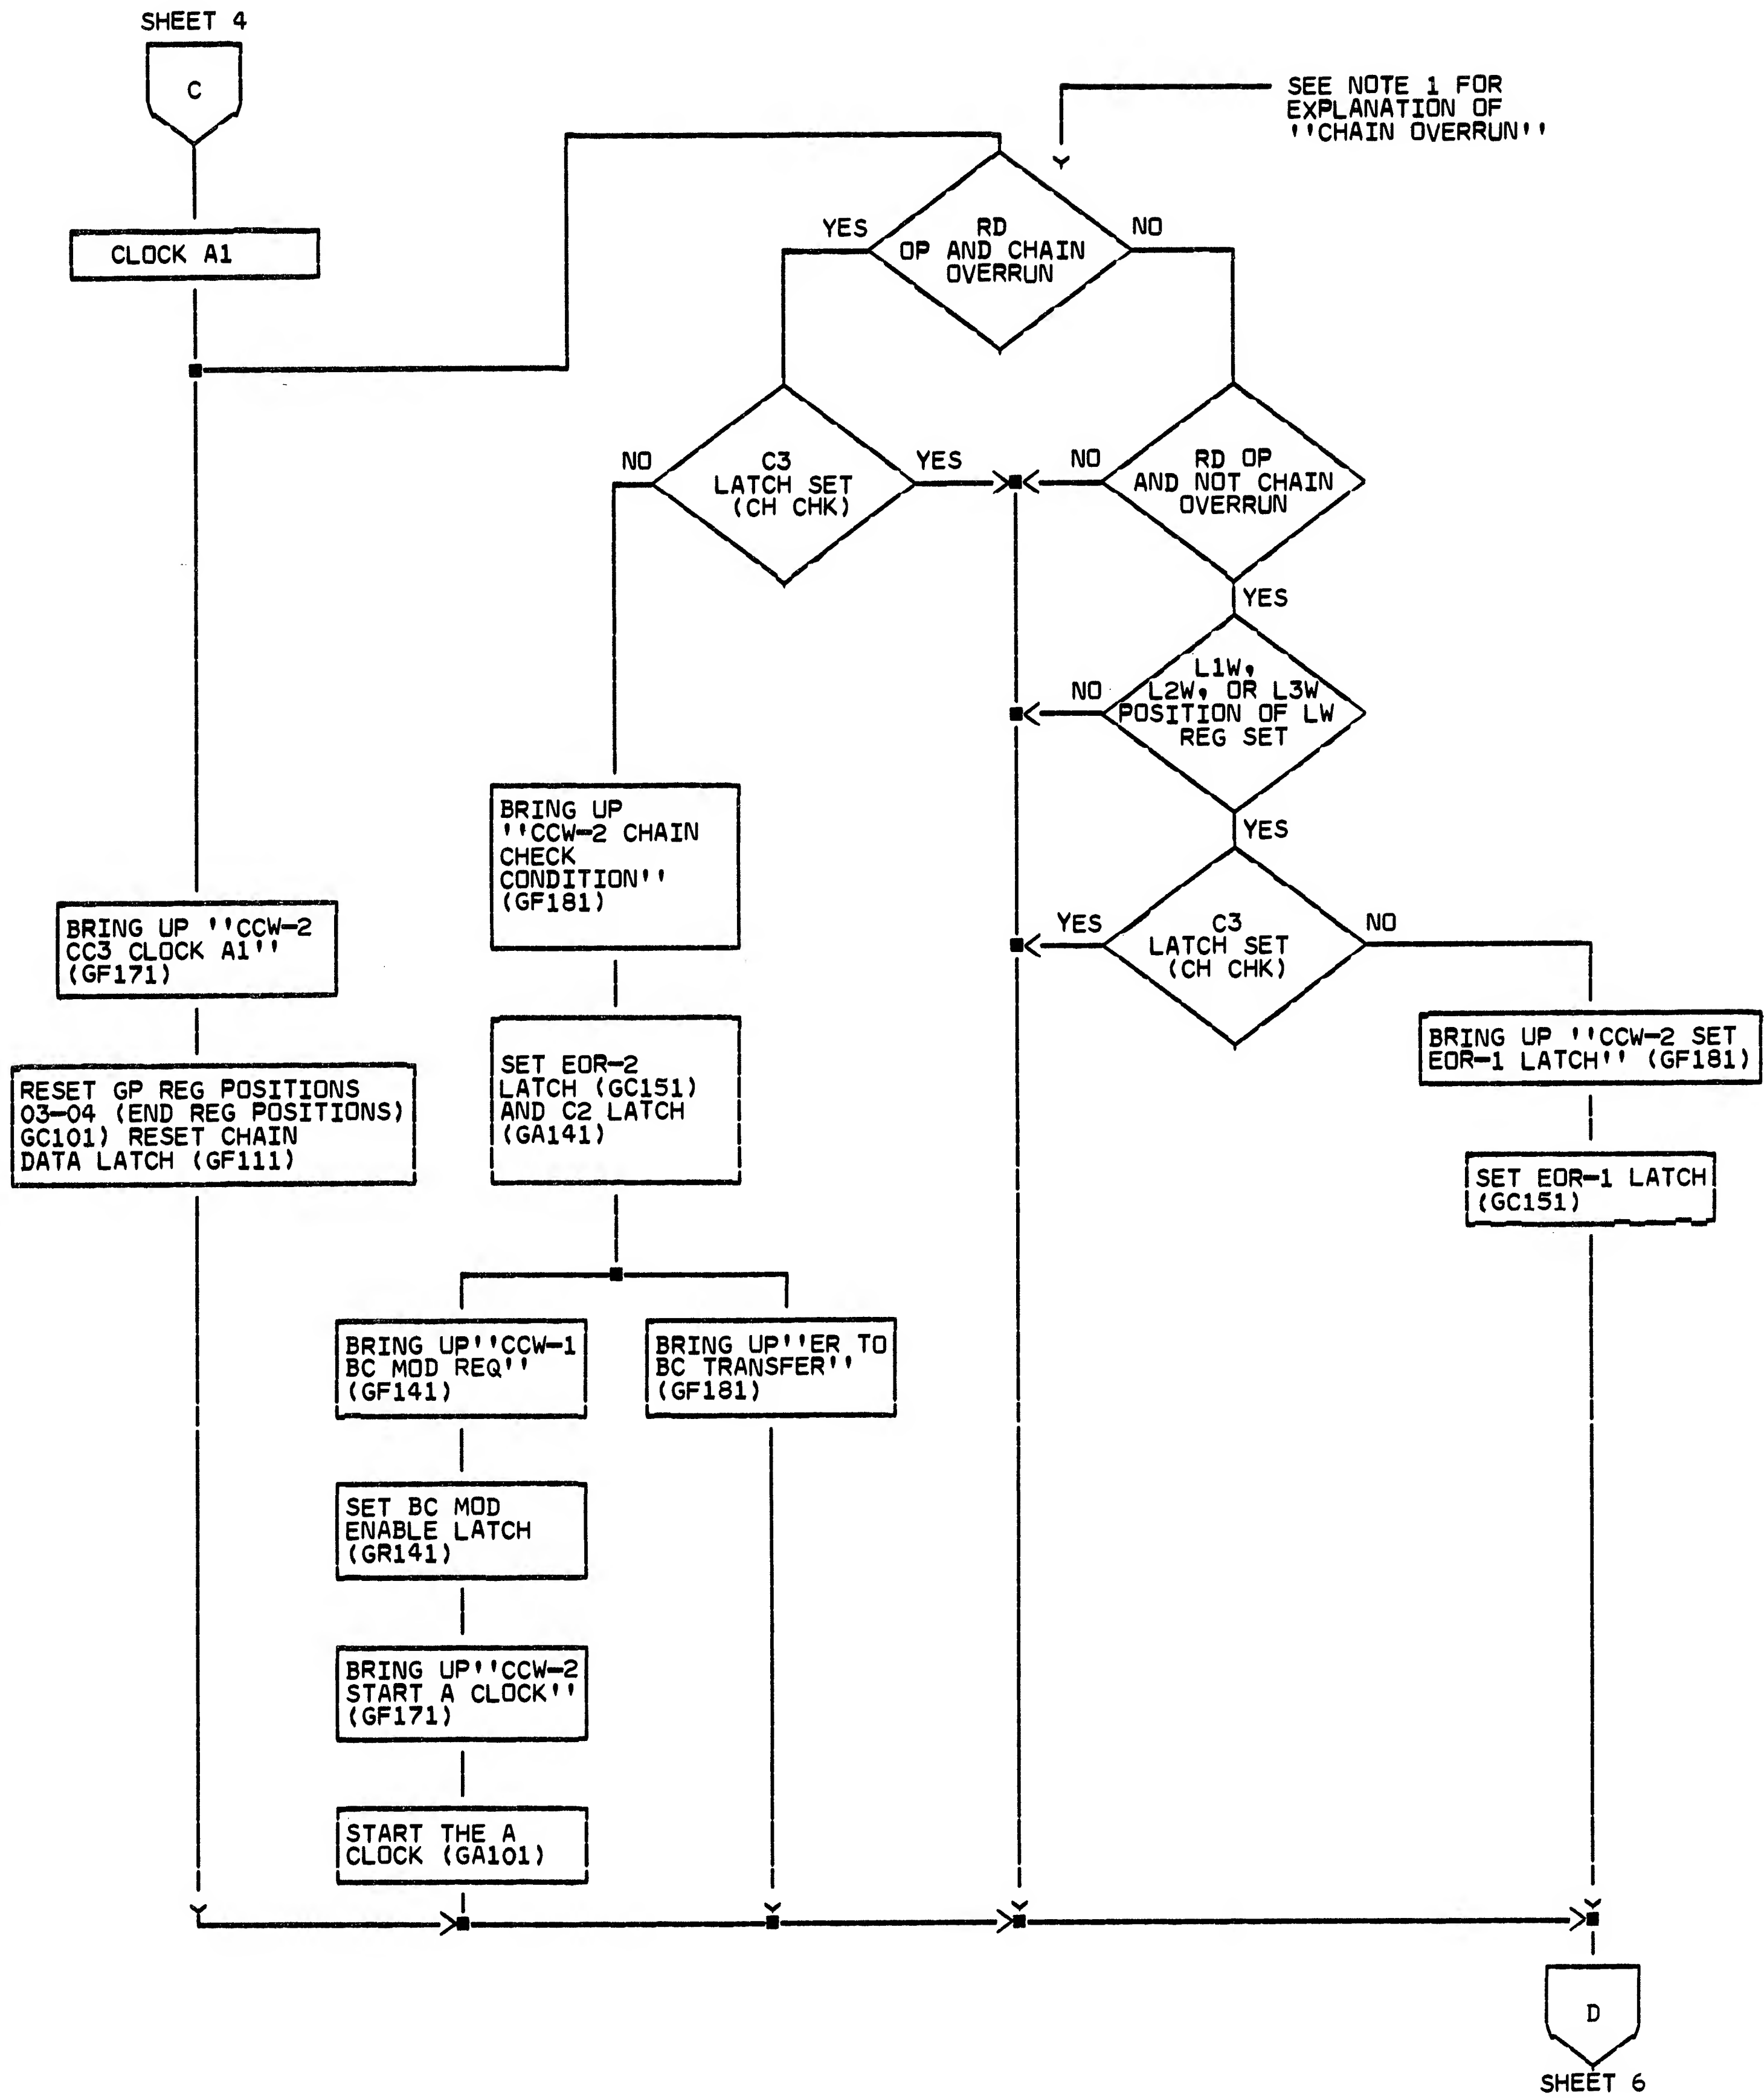 SHEET 4
C
CLOCK A1
SEE NOTE 1 FOR
EXPLANATION OF
''CHAIN OVERRUN''
YES
RD
OP AND CHAIN
OVERRUN
NO
NO
C3
LATCH SET
(CH CHK)
YES
NO
RD OP
AND NOT CHAIN
OVERRUN
YES
NO
L1W,
L2W, OR L3W
POSITION OF LW
REG SET
YES
YES
C3
LATCH SET
(CH CHK)
NO
BRING UP ''CCW-2
CC3 CLOCK A1''
(GF171)
RESET GP REG POSITIONS
03-04 (END REG POSITIONS)
GC101) RESET CHAIN
DATA LATCH (GF111)
BRING UP
''CCW-2 CHAIN
CHECK
CONDITION''
(GF181)
SET EOR-2
LATCH (GC151)
AND C2 LATCH
(GA141)
BRING UP''CCW-1
BC MOD REQ''
(GF141)
SET BC MOD
ENABLE LATCH
(GR141)
BRING UP''CCW-2
START A CLOCK''
(GF171)
START THE A
CLOCK (GA101)
BRING UP''ER TO
BC TRANSFER''
(GF181)
BRING UP ''CCW-2 SET
EOR-1 LATCH'' (GF181)
SET EOR-1 LATCH
(GC151)
D
SHEET 6